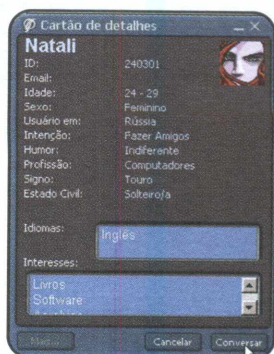 Cartão de detalhes
Natali
ID: 240301
Email:
Idade: 24 - 29
Sexo: Feminino
Usuário em: Rússia
Intenção: Fazer Amigos
Humor: Indiferente
Profissão: Computadores
Signo: Touro
Estado Civil: Solteiro/a
Idiomas: Inglês
Interesses:
Livros
Software
Cancelar Conversar